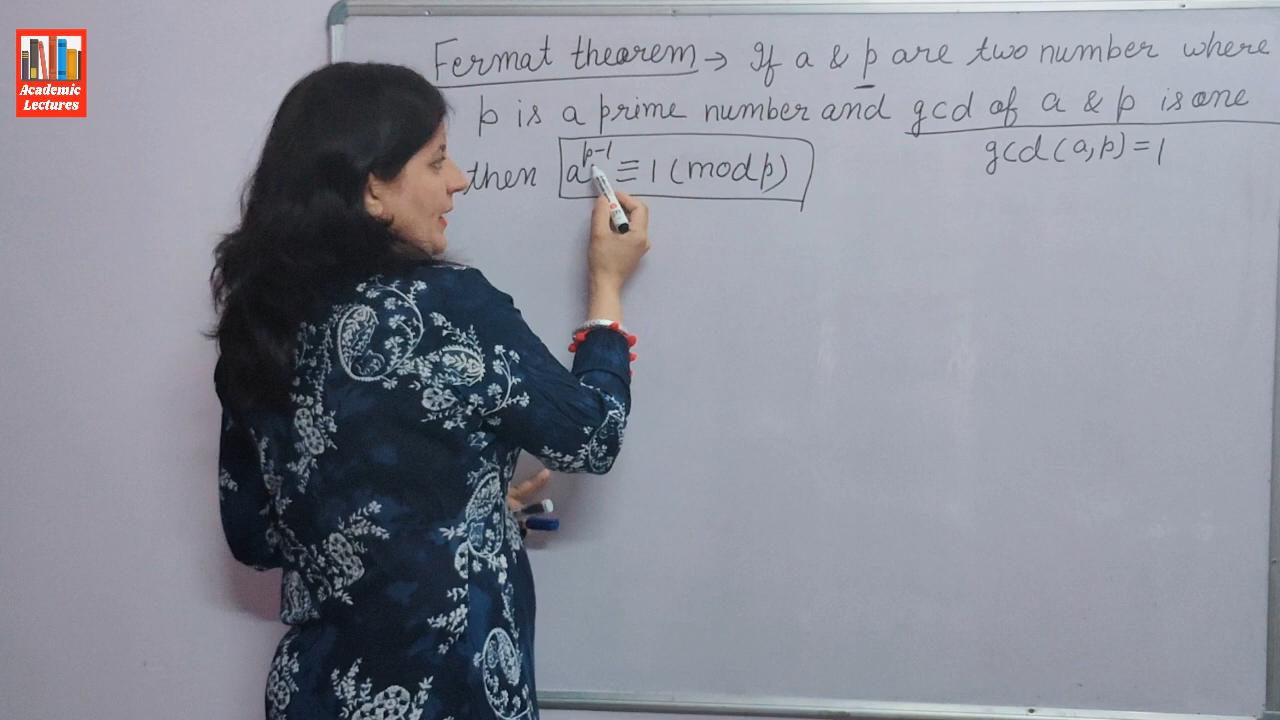 Academic
Lectures
Fermat theorem → If a & p are two number where
p is a prime number and gcd of a & p is one
gcd(a,p)=1
then a^p-1 ≡ 1 (mod p)